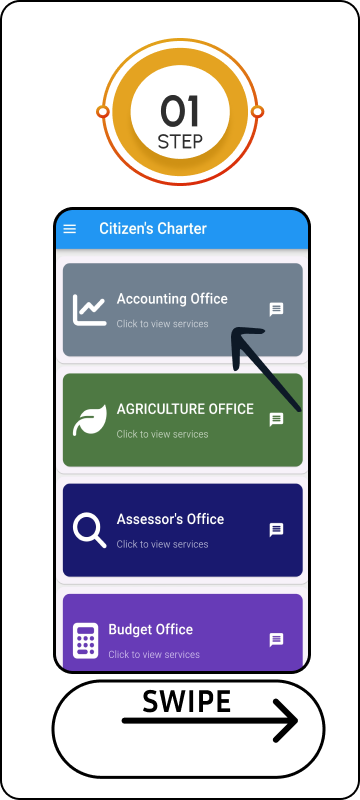 01
STEP
Citizen's Charter
Accounting Office
Click to view services
AGRICULTURE OFFICE
Click to view services
Assessor's Office
Click to view services
Budget Office
Click to view services
SWIPE